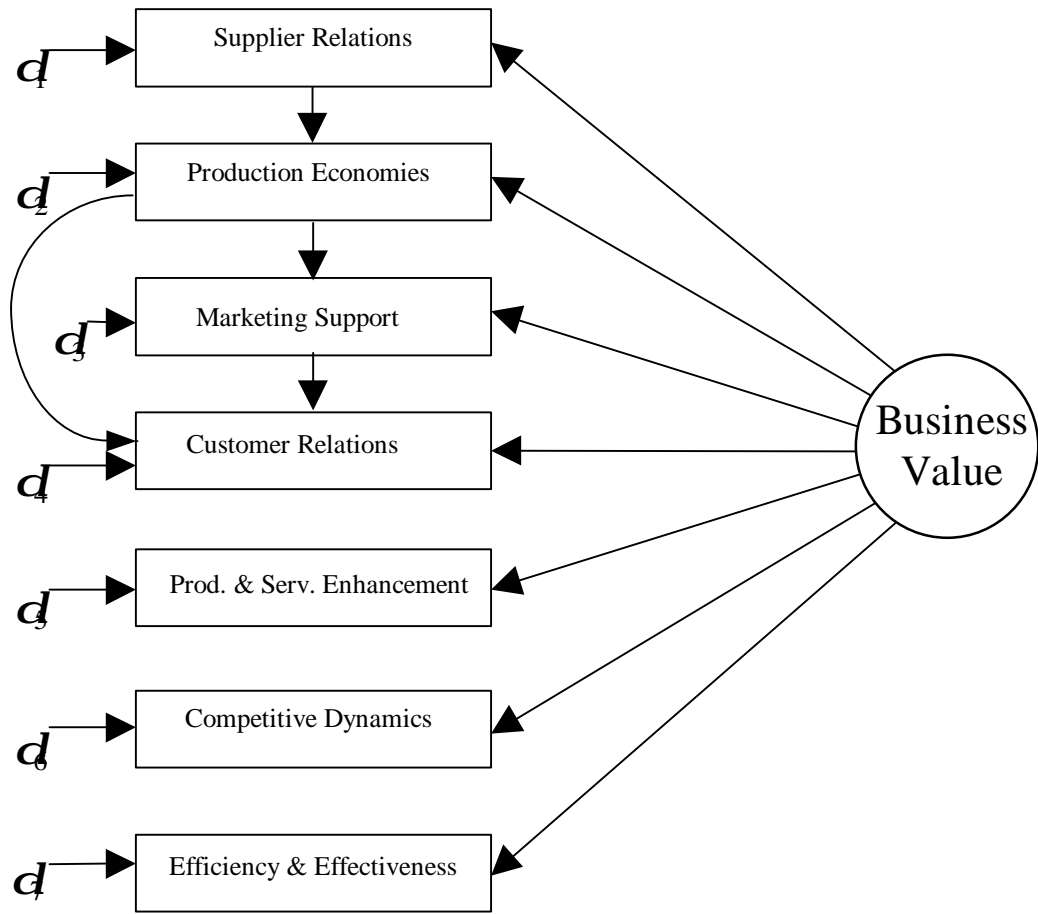 Supplier Relations
d1
Production Economies
d2
Marketing Support
d3
Business
Value
Customer Relations
d4
Prod. & Serv. Enhancement
d5
Competitive Dynamics
d6
Efficiency & Effectiveness
d7